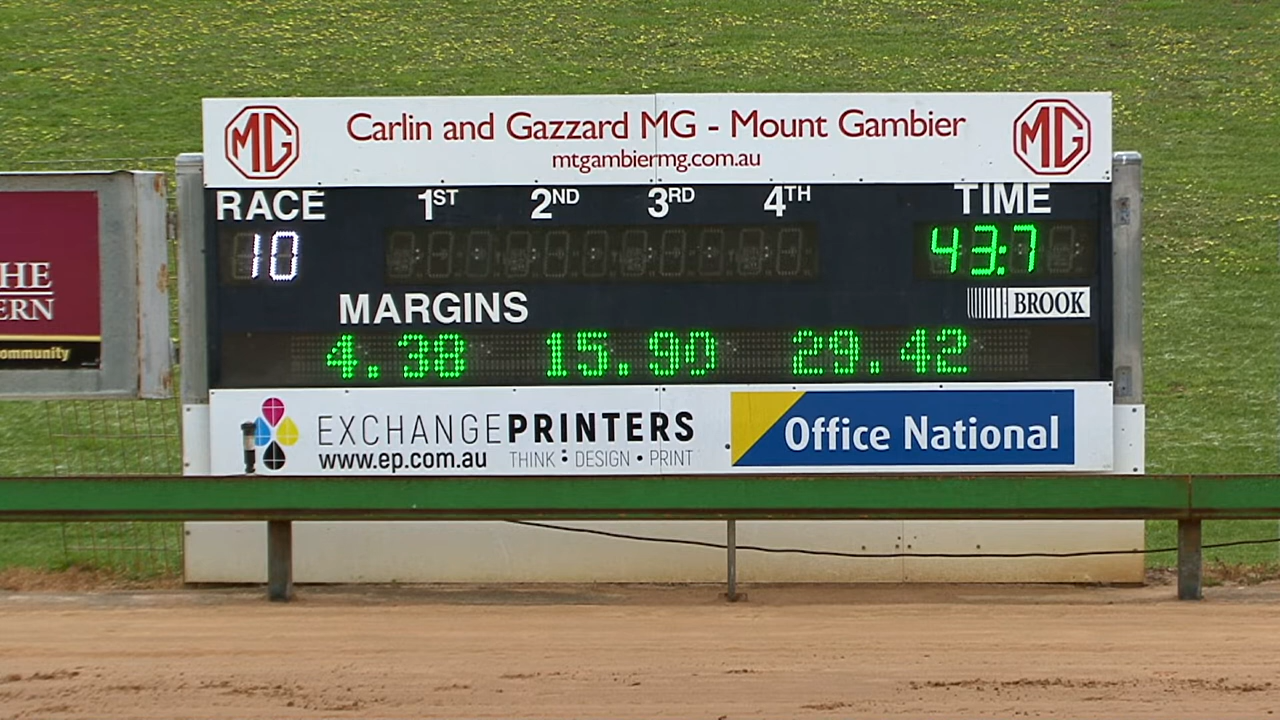 MG Carlin and Gazzard MG - Mount Gambier MG
mtgambiermg.com.au
RACE 1ST 2ND 3RD 4TH TIME
10 43:7
MARGINS BROOK
4.38 15.90 29.42
EXCHANGEPRINTERS Office National
www.ep.com.au THINK : DESIGN • PRINT
HE
ERN
ommunity